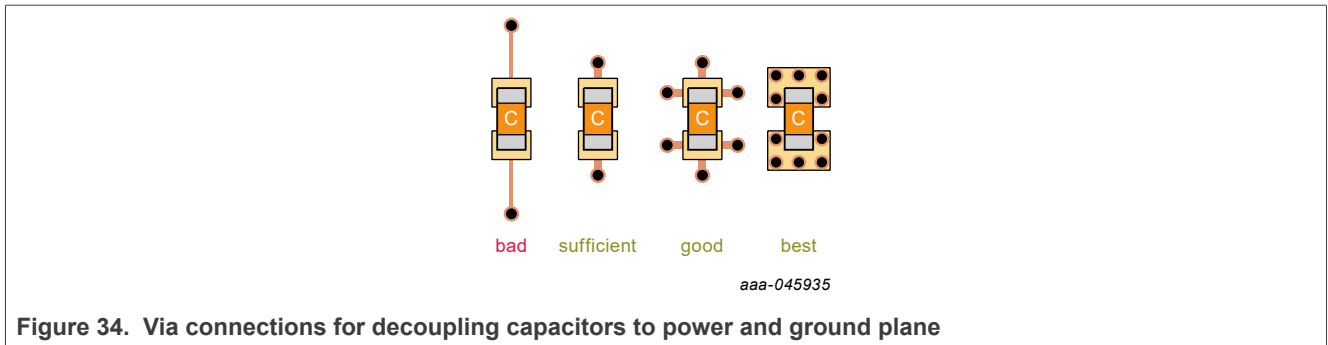 C C C C
bad sufficient good best
aaa-045935
Figure 34. Via connections for decoupling capacitors to power and ground plane